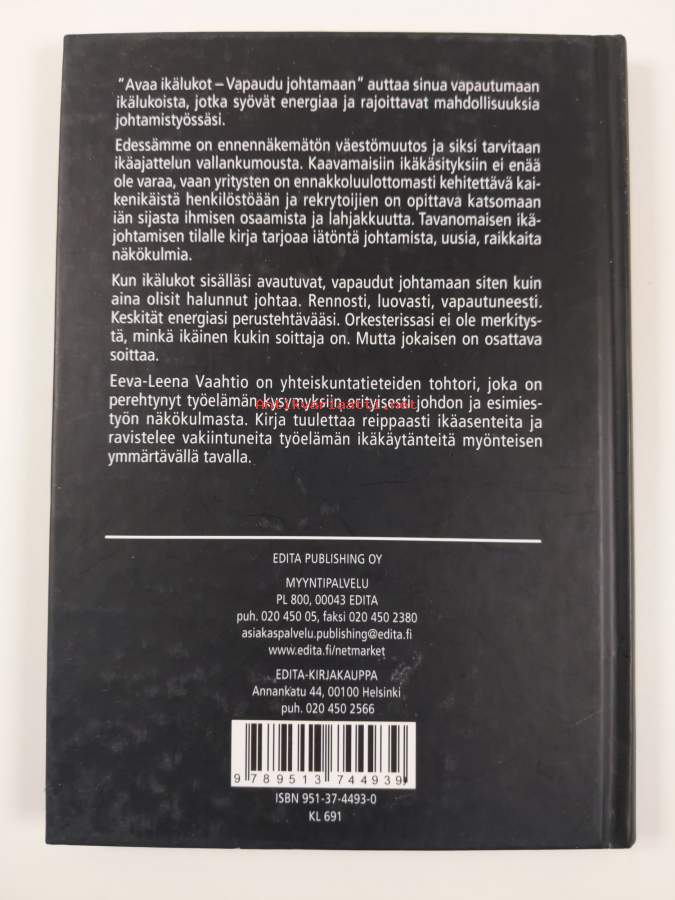 "Avaa ikälukot – Vapaudu johtamaan" auttaa sinua vapautumaan
ikälukoista, jotka syövät energiaa ja rajoittavat mahdollisuuksia
johtamistyössäsi.
Edessämme on ennennäkemätön väestömuutos ja siksi tarvitaan
ikäajattelun vallankumousta. Kaavamaisiin ikäkäsityksiin ei enää
ole varaa, vaan yritysten on ennakkoluulottomasti kehitettävä kai-
kenikäistä henkilöstöään ja rekrytoijien on opittava katsomaan
iän sijasta ihmisen osaamista ja lahjakkuutta. Tavanomaisen ikä-
johtamisen tilalle kirja tarjoaa iätöntä johtamista, uusia, raikkaita
näkökulmia.
Kun ikälukot sisälläsi avautuvat, vapaudut johtamaan siten kuin
aina olisit halunnut johtaa. Rennosti, luovasti, vapautuneesti.
Keskität energiasi perustehtävääsi. Orkesterissasi ei ole merkitys-
tä, minkä ikäinen kukin soittaja on. Mutta jokaisen on osattava
soittaa.
Eeva-Leena Vaahtio on yhteiskuntatieteiden tohtori, joka on
perehtynyt työelämän kysymyksiin erityisesti johdon ja esimies-
Antikvariaatti.net
työn näkökulmasta. Kirja tuulettaa reippaasti ikäasenteita ja
ravistelee vakiintuneita työelämän ikäkäytänteitä myönteisen
ymmärtävällä tavalla.
EDITA PUBLISHING OY
MYYNTIPALVELU
PL 800, 00043 EDITA
puh. 020 450 05, faksi 020 450 2380
asiakaspalvelu.publishing@edita.fi
www.edita.fi/netmarket
EDITA-KIRJAKAUPPA
Annankatu 44, 00100 Helsinki
puh. 020 450 2566
9 789513 744939
ISBN 951-37-4493-0
KL 691